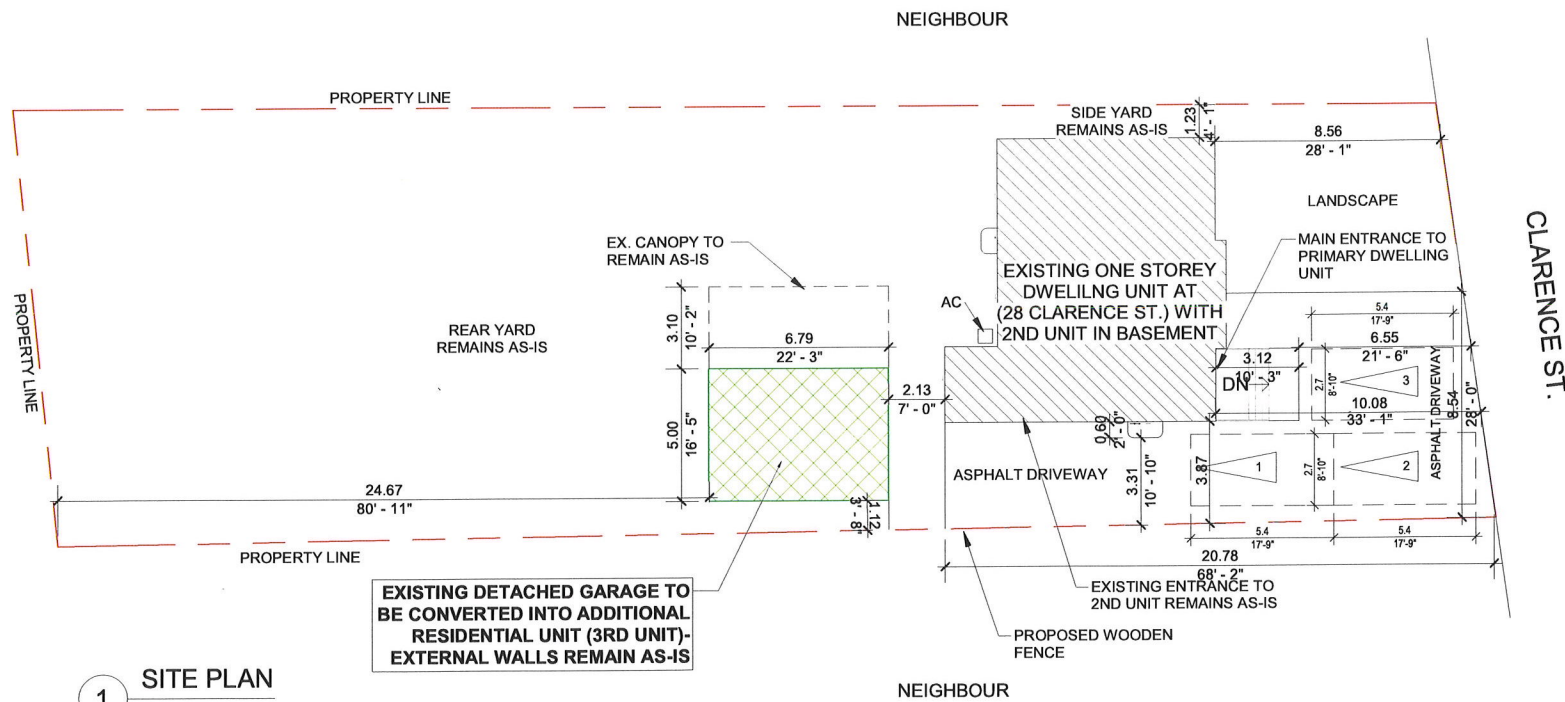 NEIGHBOUR
PROPERTY LINE
SIDE YARD
REMAINS AS-IS
1.23
4' - 1"
8.56
28' - 1"
LANDSCAPE
CLARENCE ST.
EX. CANOPY TO
REMAIN AS-IS
MAIN ENTRANCE TO
PRIMARY DWELLING
UNIT
EXISTING ONE STOREY
DWELILNG UNIT AT
(28 CLARENCE ST.) WITH
2ND UNIT IN BASEMENT
AC
PROPERTY LINE
REAR YARD
REMAINS AS-IS
3.10
10' - 2"
6.79
22' - 3"
5.4
17'-9"
6.55
21' - 6"
3.12
10' - 3"
DN
2.7
8'-10"
3
10.08
33' - 1"
8.54
28' - 0"
ASPHALT DRIVEWAY
2.13
7' - 0"
5.00
16' - 5"
0.60
2' - 0"
ASPHALT DRIVEWAY
3.31
10' - 10"
3.87
1
2.7
8'-10"
2
24.67
80' - 11"
1.12
3' - 8"
5.4
17'-9"
5.4
17'-9"
20.78
68' - 2"
PROPERTY LINE
EXISTING DETACHED GARAGE TO
BE CONVERTED INTO ADDITIONAL
RESIDENTIAL UNIT (3RD UNIT)-
EXTERNAL WALLS REMAIN AS-IS
EXISTING ENTRANCE TO
2ND UNIT REMAINS AS-IS
PROPOSED WOODEN
FENCE
1
SITE PLAN
NEIGHBOUR